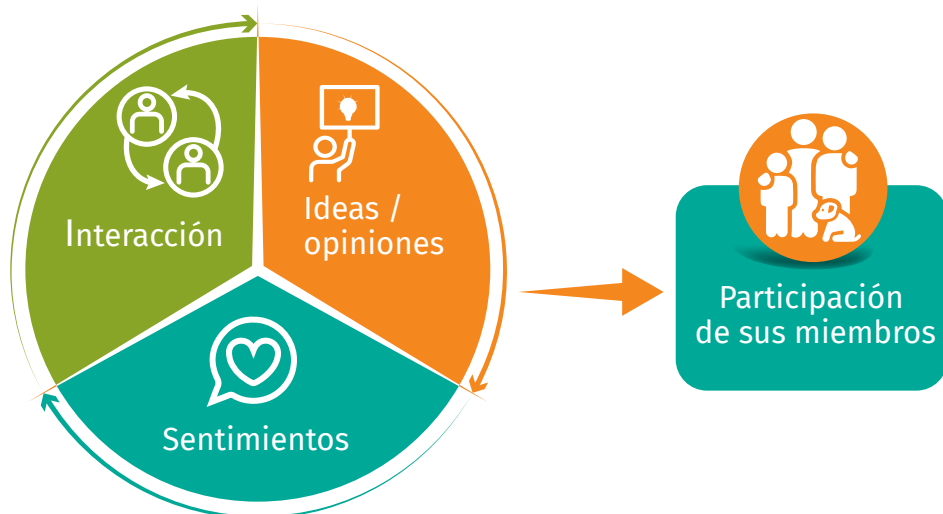 Interacción
Ideas /
opiniones
Sentimientos
Participación
de sus miembros